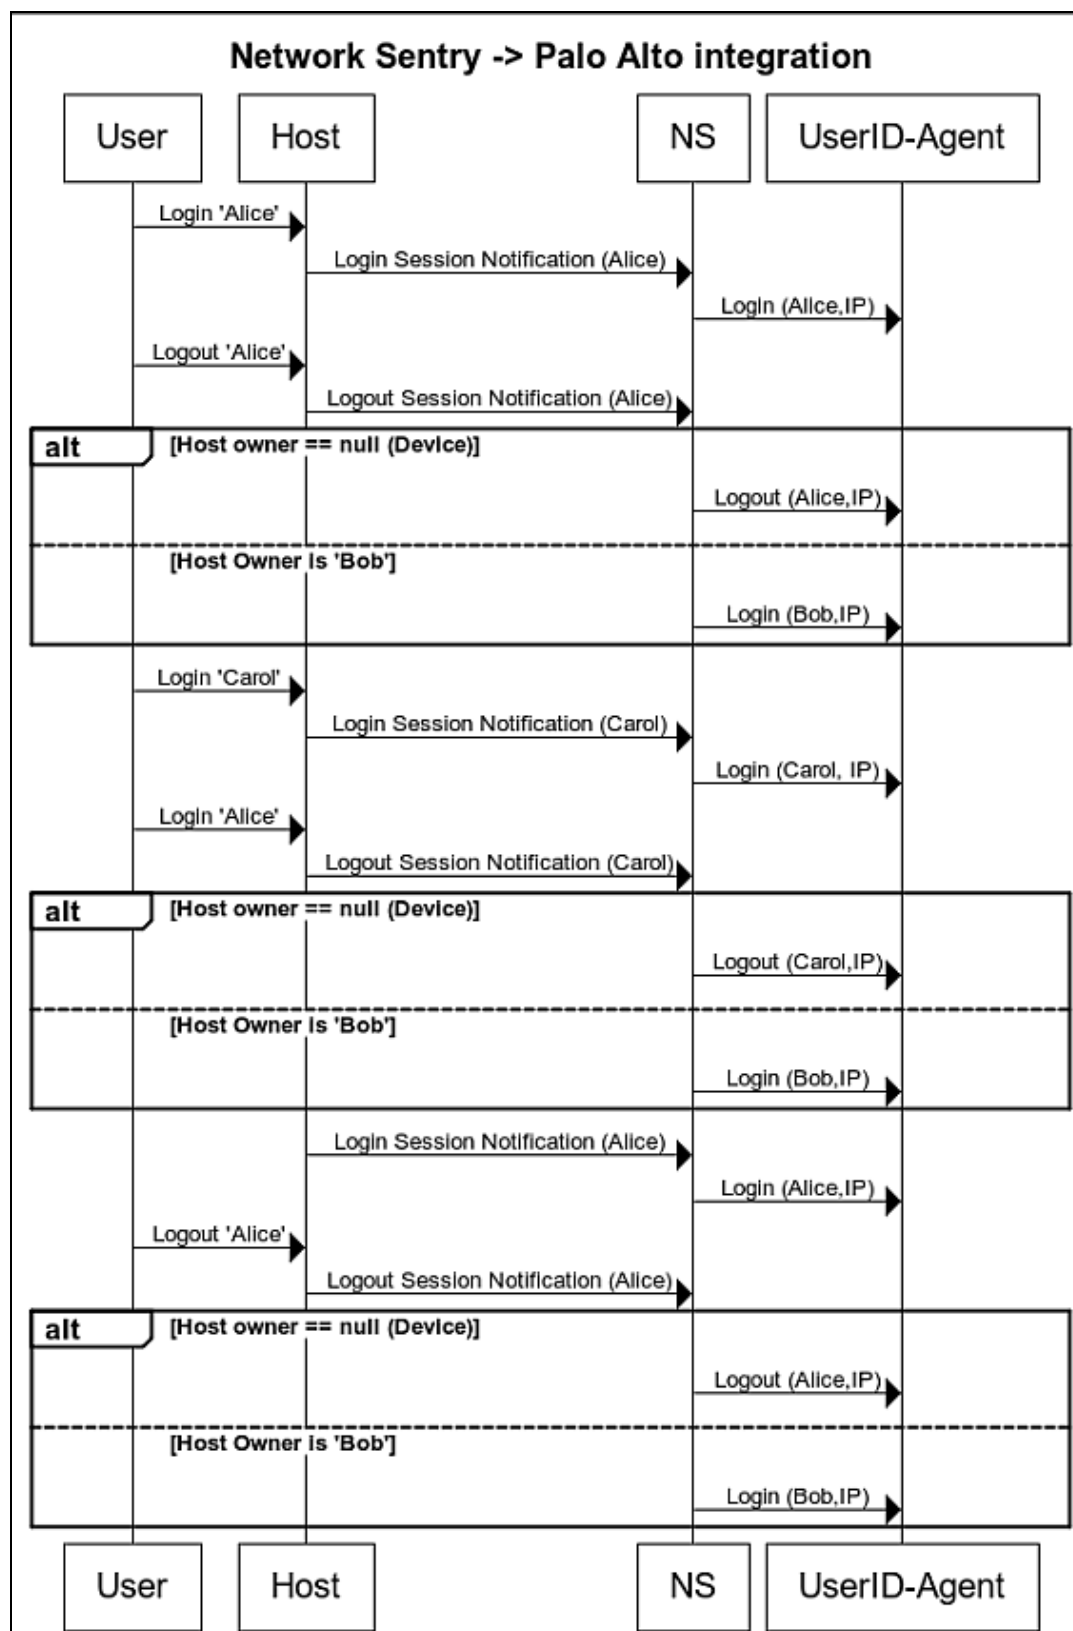 Network Sentry -> Palo Alto integration
User Host NS UserID-Agent
Login 'Alice'
Login Session Notification (Alice)
Login (Alice,IP)
Logout 'Alice'
Logout Session Notification (Alice)
alt [Host owner == null (Device)]
Logout (Alice,IP)
[Host Owner is 'Bob']
Login (Bob,IP)
Login 'Carol'
Login Session Notification (Carol)
Login (Carol, IP)
Login 'Alice'
Logout Session Notification (Carol)
alt [Host owner == null (Device)]
Logout (Carol,IP)
[Host Owner is 'Bob']
Login (Bob,IP)
Login Session Notification (Alice)
Login (Alice,IP)
Logout 'Alice'
Logout Session Notification (Alice)
alt [Host owner == null (Device)]
Logout (Alice,IP)
[Host Owner is 'Bob']
Login (Bob,IP)
User Host NS UserID-Agent